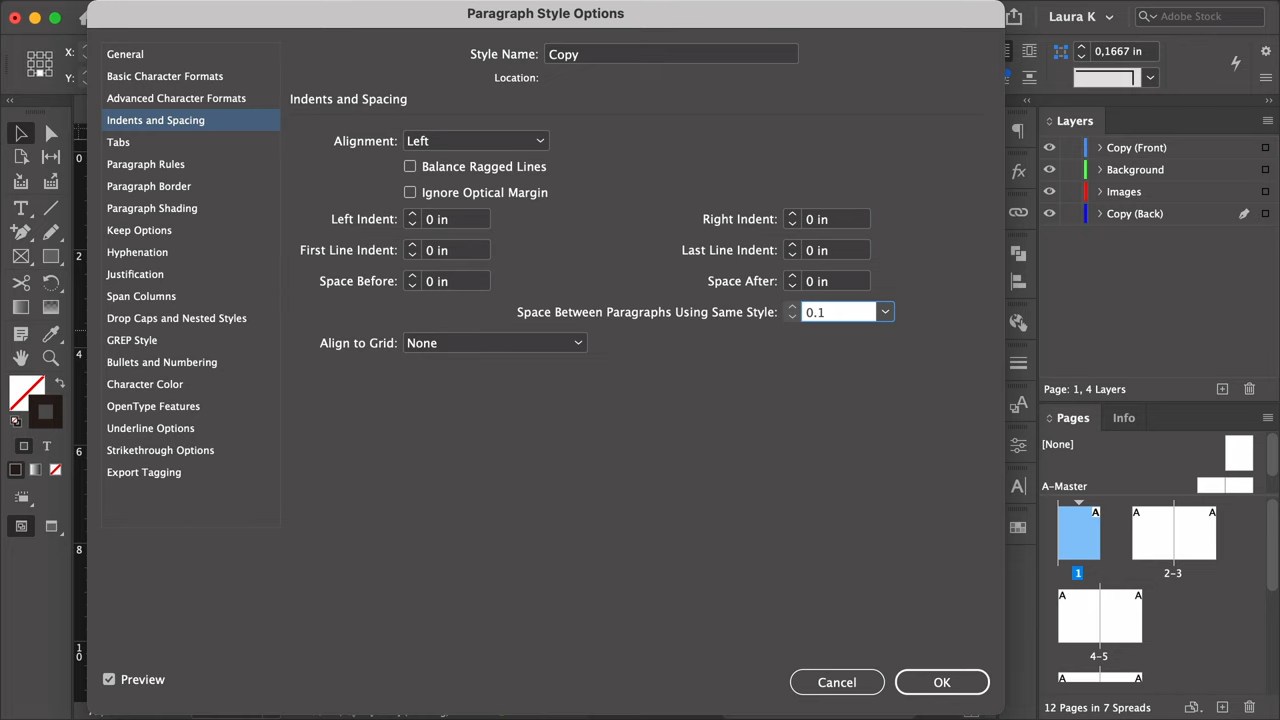 Paragraph Style Options
Laura K
Adobe Stock
X:
Y:
0,1667 in
General
Basic Character Formats
Advanced Character Formats
Indents and Spacing
Tabs
Paragraph Rules
Paragraph Border
Paragraph Shading
Keep Options
Hyphenation
Justification
Span Columns
Drop Caps and Nested Styles
GREP Style
Bullets and Numbering
Character Color
OpenType Features
Underline Options
Strikethrough Options
Export Tagging
Style Name: Copy
Location:
Indents and Spacing
Alignment: Left
Balance Ragged Lines
Ignore Optical Margin
Left Indent: 0 in
Right Indent: 0 in
First Line Indent: 0 in
Last Line Indent: 0 in
Space Before: 0 in
Space After: 0 in
Space Between Paragraphs Using Same Style: 0.1
Align to Grid: None
Preview
Cancel
OK
0
2
4
6
8
1
0
T
T
Layers
Copy (Front)
Background
Images
Copy (Back)
Page: 1, 4 Layers
Pages
Info
[None]
A-Master
A
A A
1
2-3
A A
4-5
A A
12 Pages in 7 Spreads